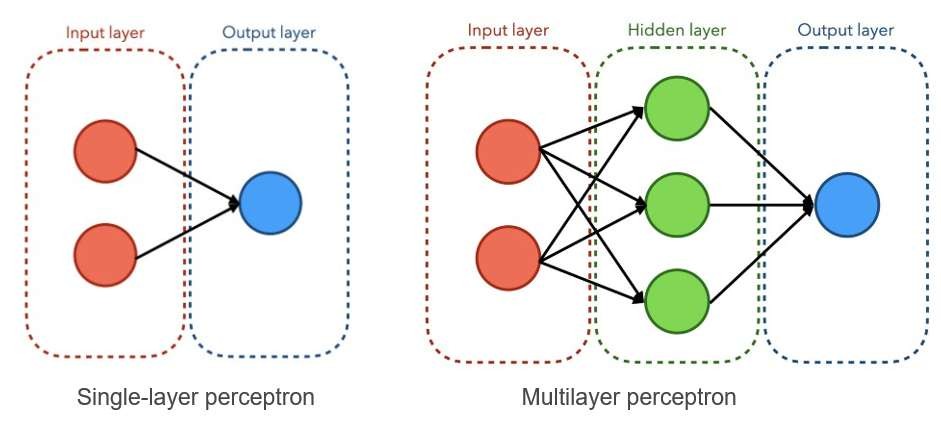 Input layer
Output layer
Input layer
Hidden layer
Output layer
Single-layer perceptron
Multilayer perceptron